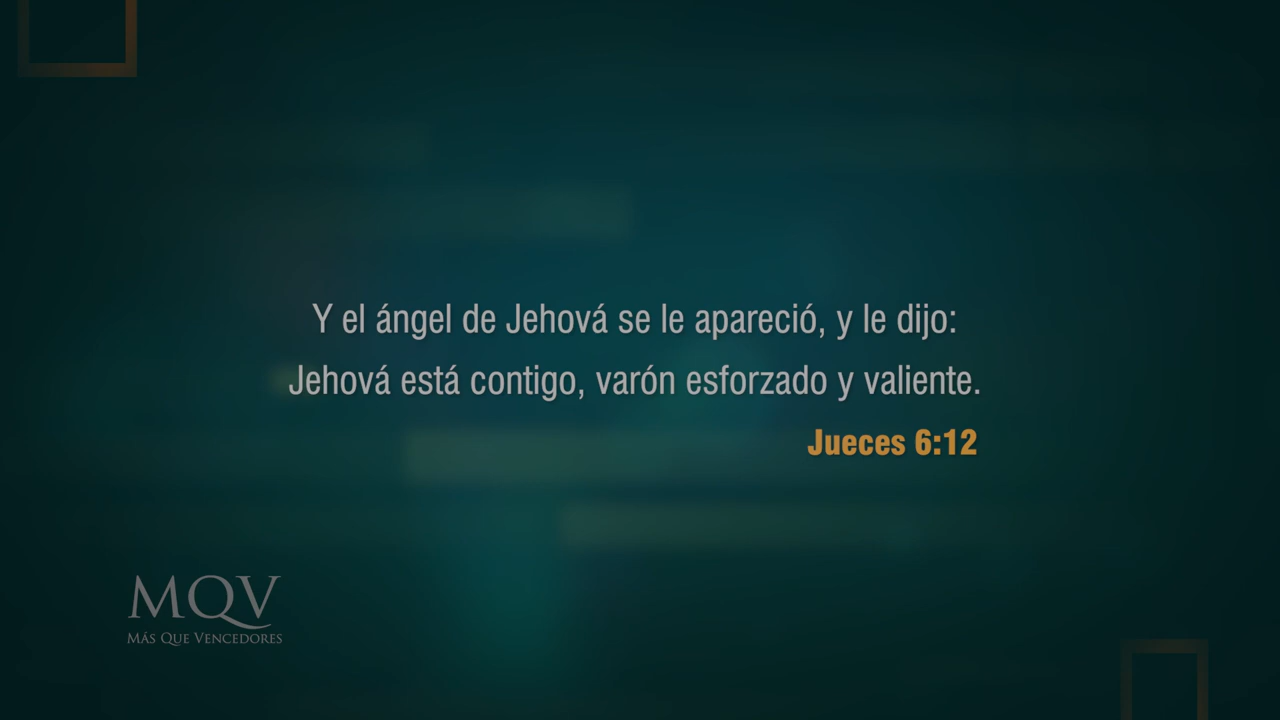 Y el ángel de Jehová se le apareció, y le dijo:
Jehová está contigo, varón esforzado y valiente.
Jueces 6:12
MQV
MÁS QUE VENCEDORES